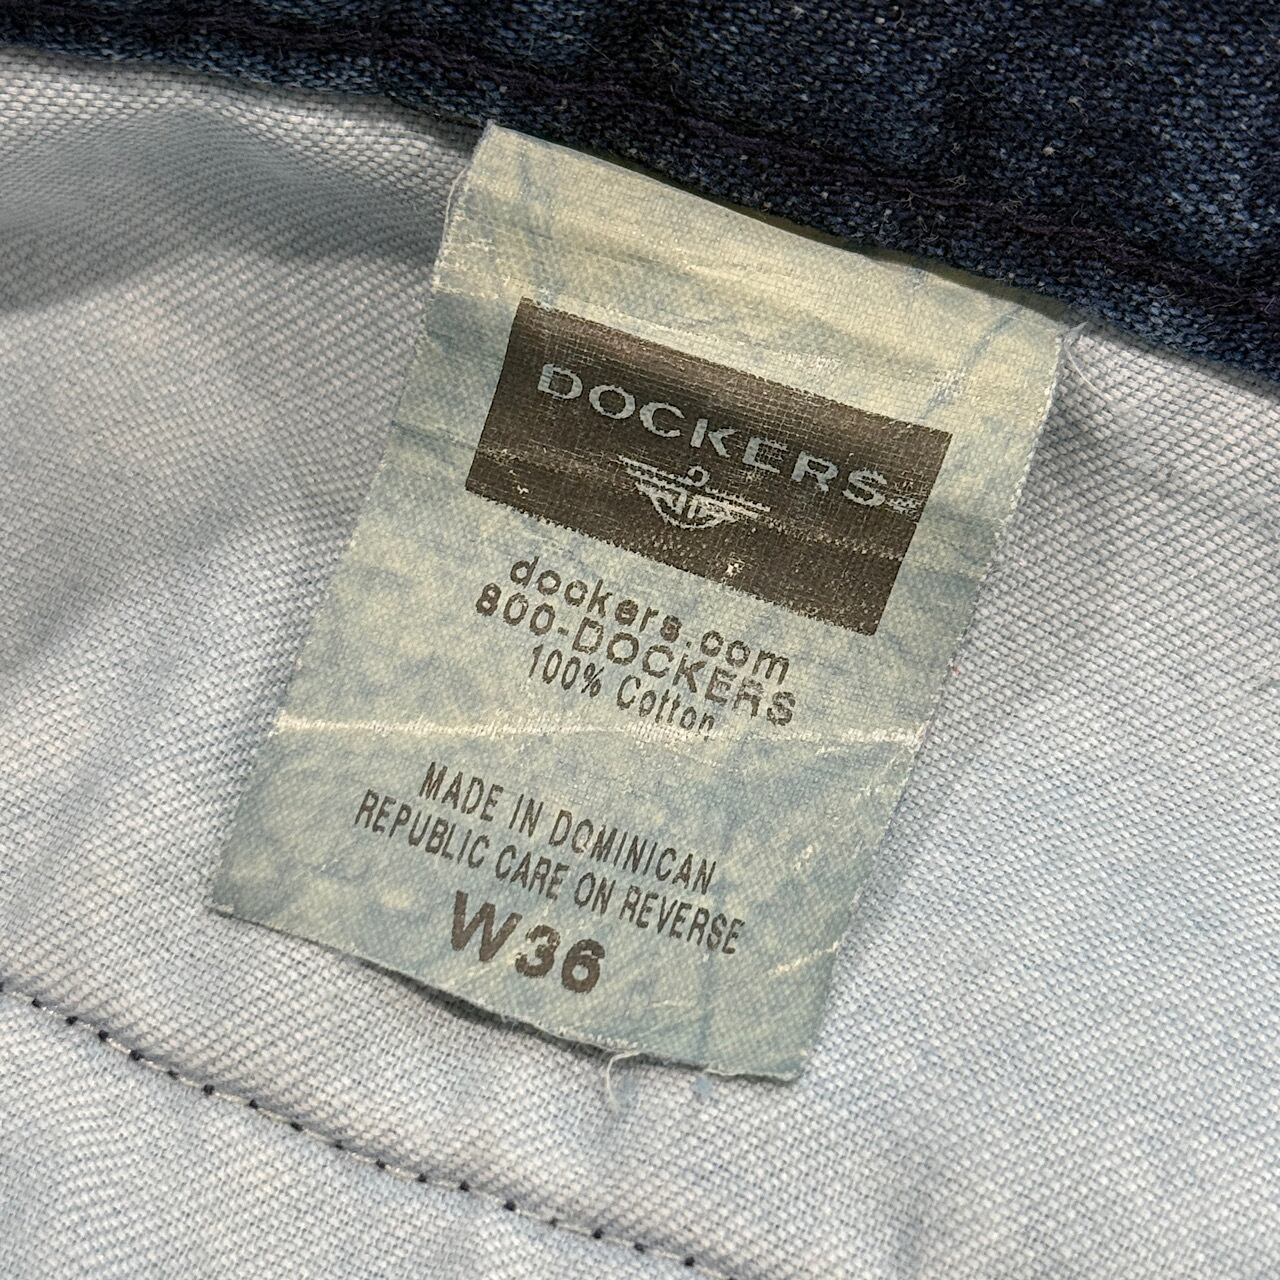 DOCKERS
dockers.com
800-DOCKERS
100% Cotton
MADE IN DOMINICAN
REPUBLIC CARE ON REVERSE
W36